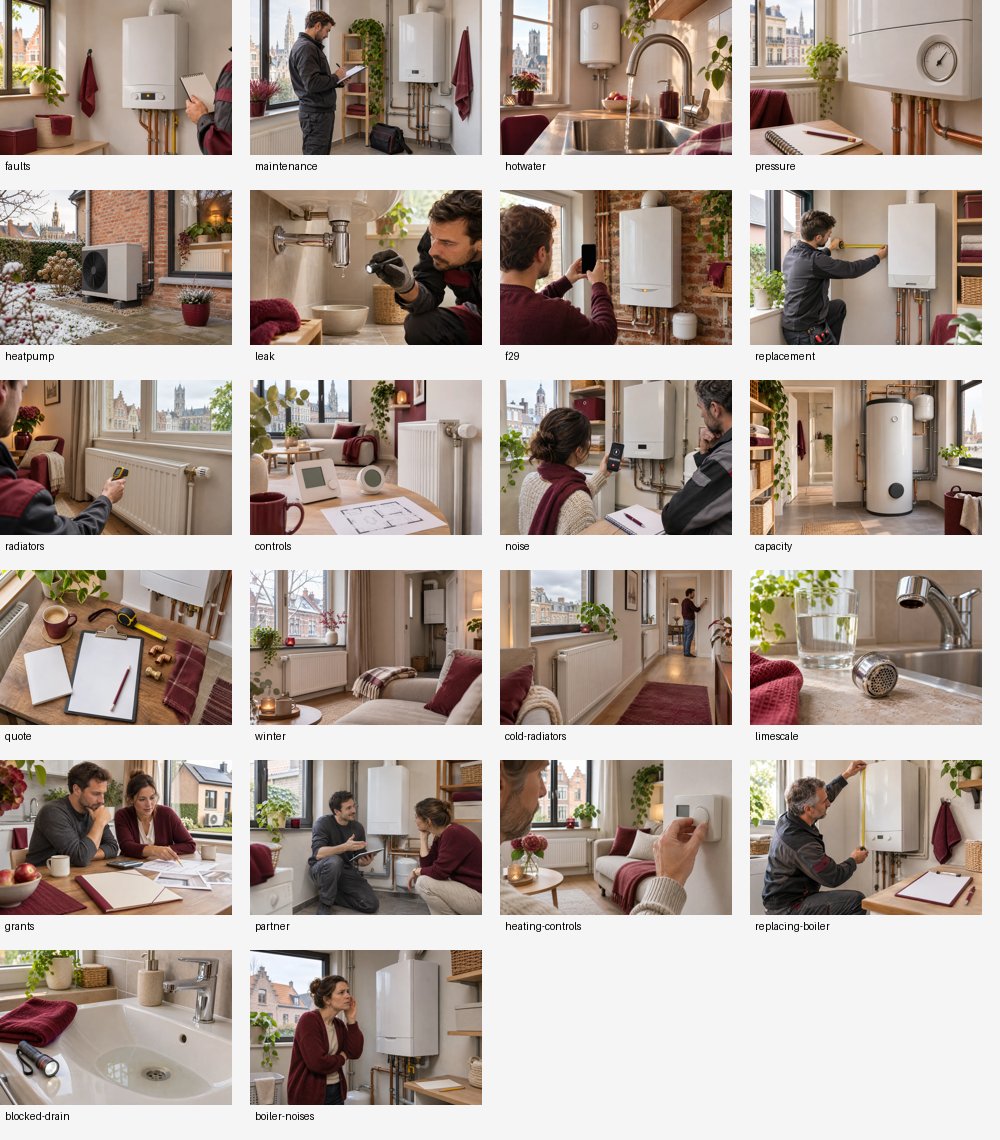 faults
maintenance
hotwater
pressure
heatpump
leak
f29
replacement
radiators
controls
noise
capacity
quote
winter
cold-radiators
limescale
grants
partner
heating-controls
replacing-boiler
blocked-drain
boiler-noises